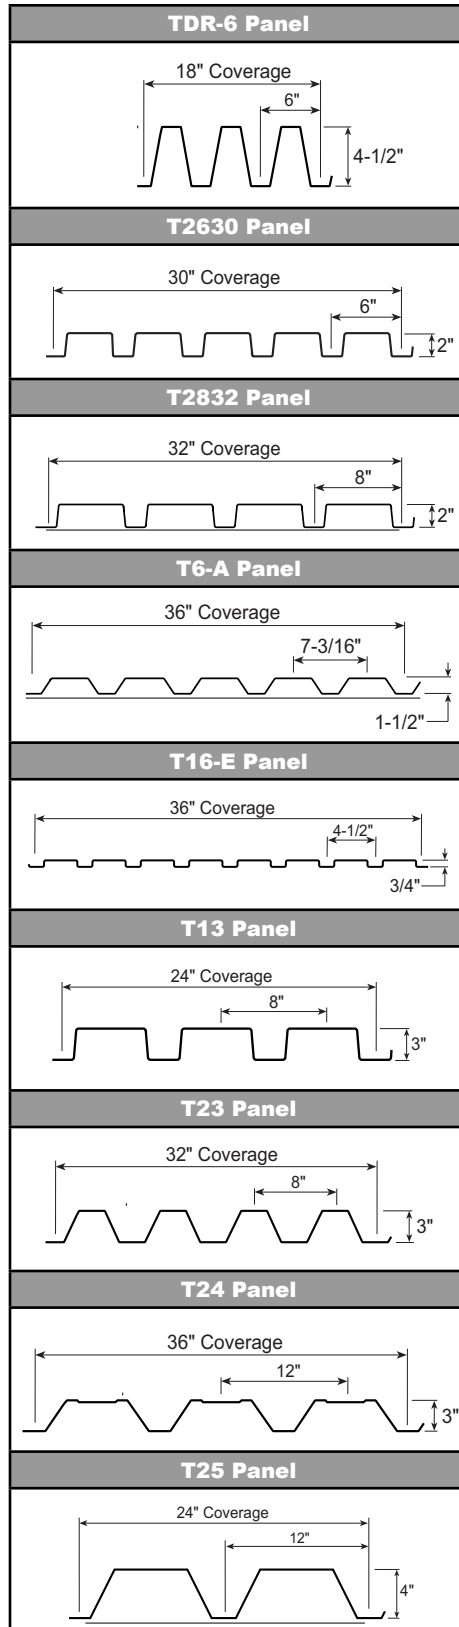 TDR-6 Panel
18" Coverage
6"
4-1/2"
T2630 Panel
30" Coverage
6"
2"
T2832 Panel
32" Coverage
8"
2"
T6-A Panel
36" Coverage
7-3/16"
1-1/2"
T16-E Panel
36" Coverage
4-1/2"
3/4"
T13 Panel
24" Coverage
8"
3"
T23 Panel
32" Coverage
8"
3"
T24 Panel
36" Coverage
12"
3"
T25 Panel
24" Coverage
12"
4"